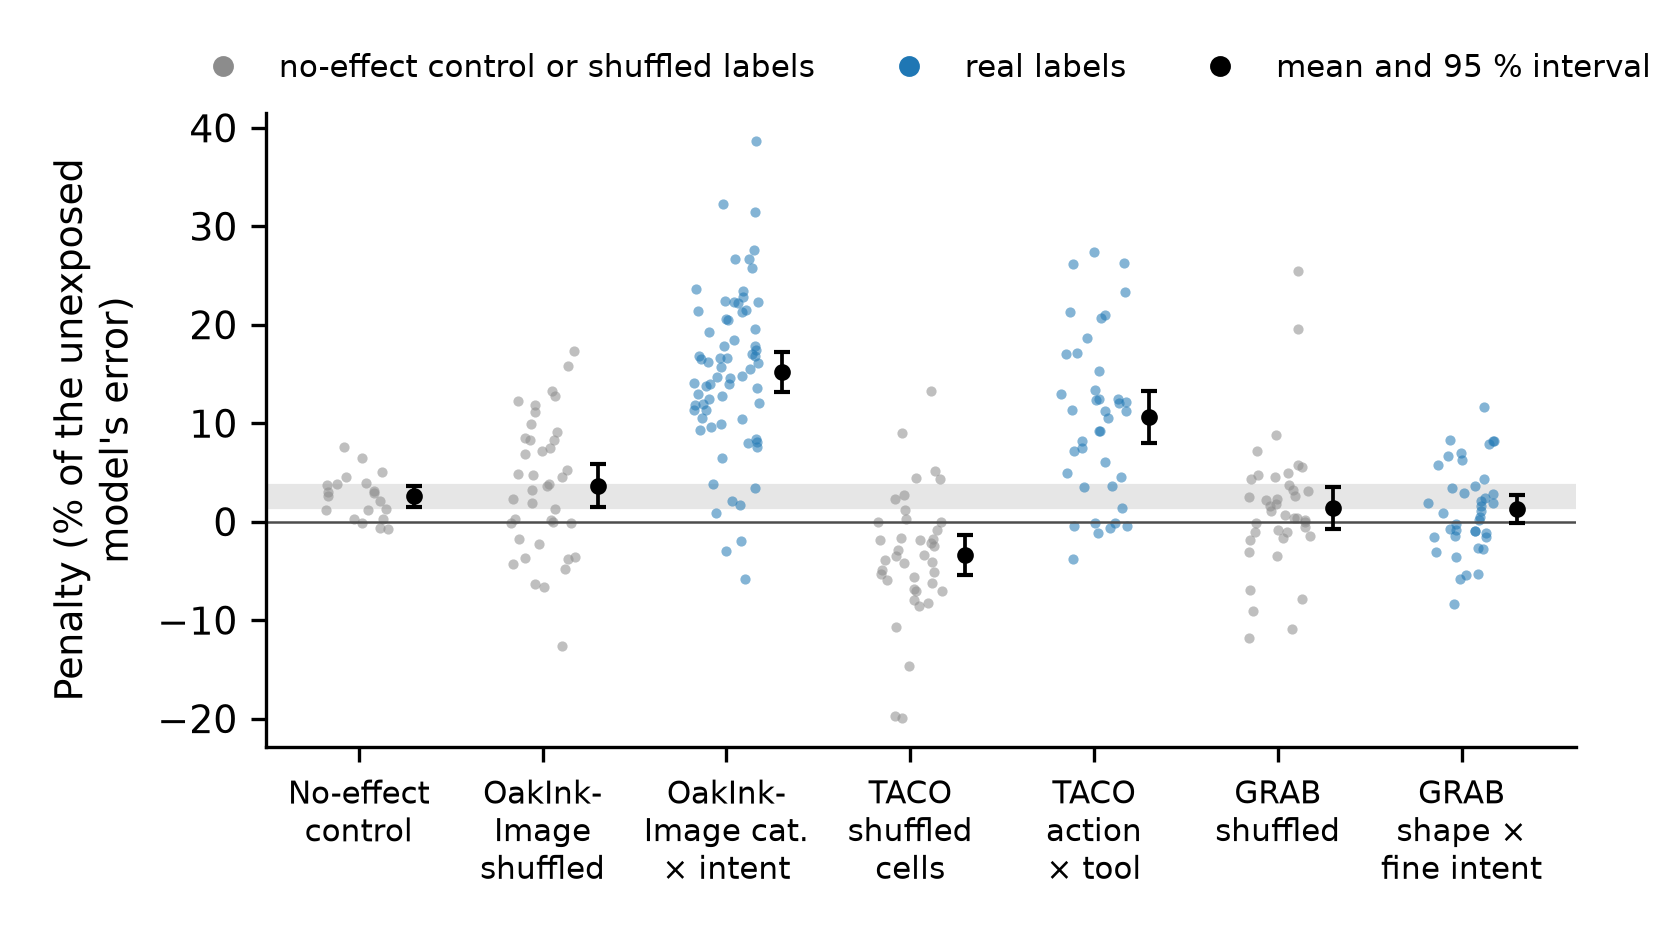 no-effect control or shuffled labels
real labels
mean and 95 % interval
Penalty (% of the unexposed
model's error)
40
30
20
10
0
−10
−20
No-effect
control
OakInk-
Image
shuffled
OakInk-
Image cat.
× intent
TACO
shuffled
cells
TACO
action
× tool
GRAB
shuffled
GRAB
shape ×
fine intent